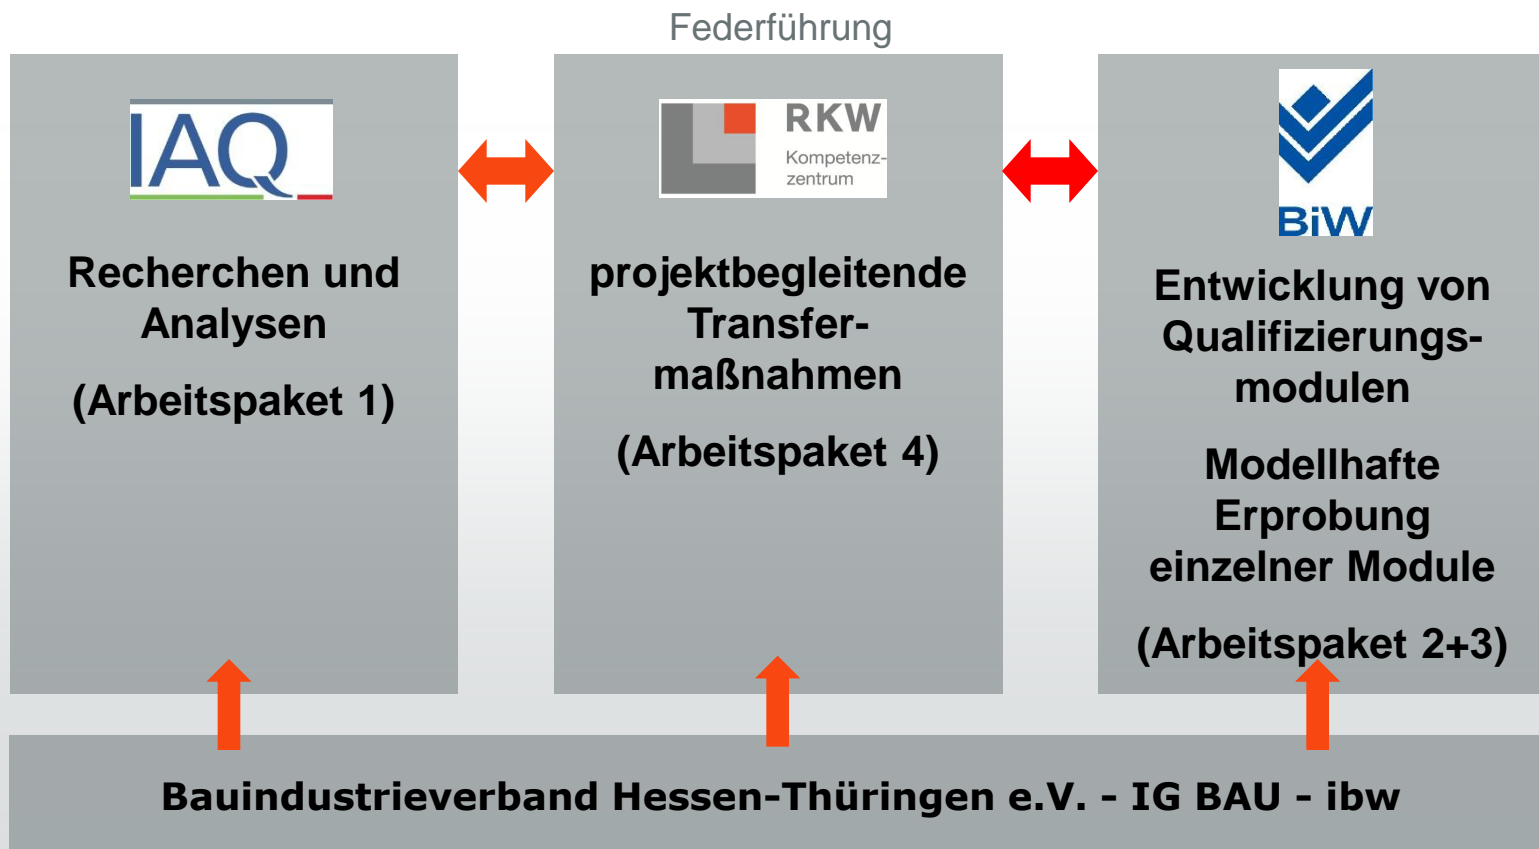 Federführung
IAQ
Recherchen und
Analysen
(Arbeitspaket 1)
RKW
Kompetenz-
zentrum
projektbegleitende
Transfer-
maßnahmen
(Arbeitspaket 4)
BiW
Entwicklung von
Qualifizierungs-
modulen
Modellhafte
Erprobung
einzelner Module
(Arbeitspaket 2+3)
Bauindustrieverband Hessen-Thüringen e.V. - IG BAU - ibw